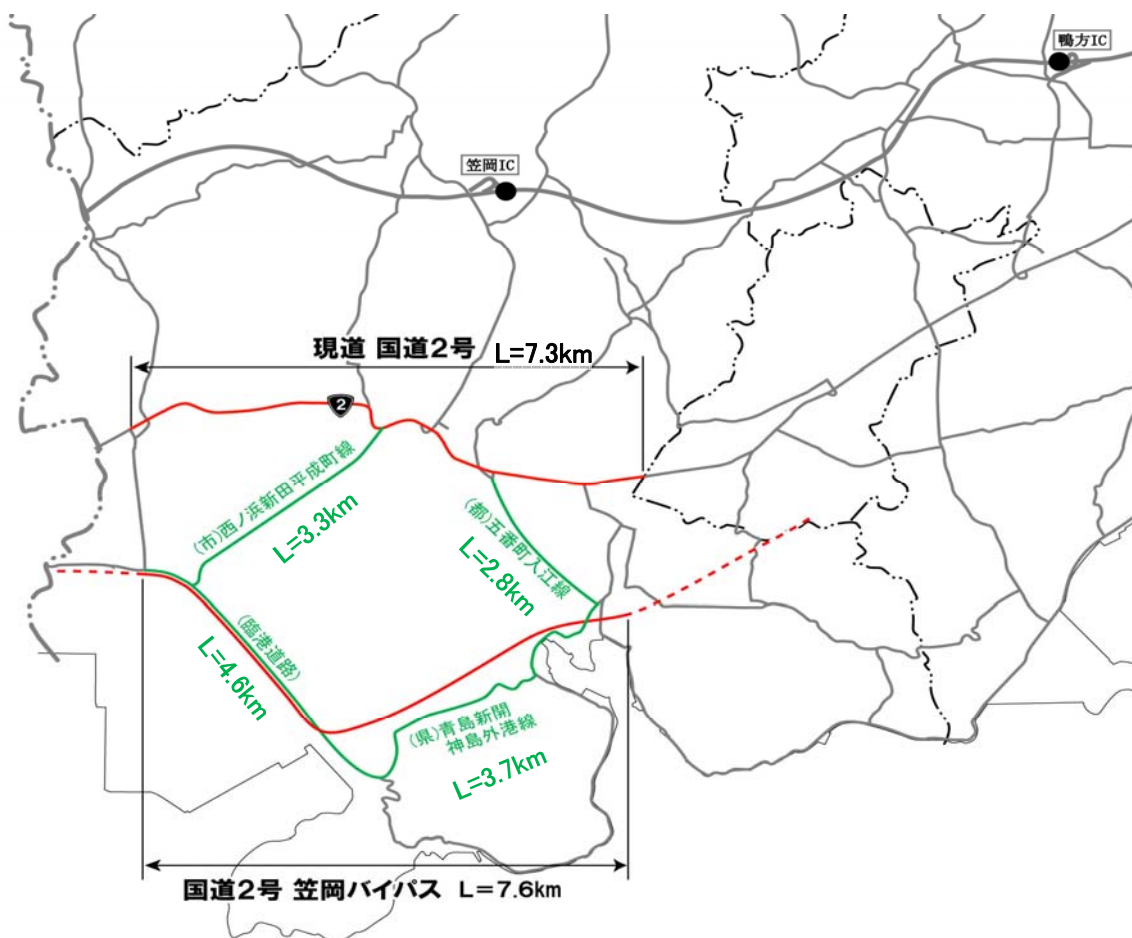 鴨方IC
笠岡IC
現道 国道2号 L=7.3km
2
(市)西ノ浜新田平成町線
L=3.3km
(都)五番町入江線
L=2.8km
(臨港道路)
L=4.6km
(県)青島新開
神島外港線
L=3.7km
国道2号 笠岡バイパス L=7.6km